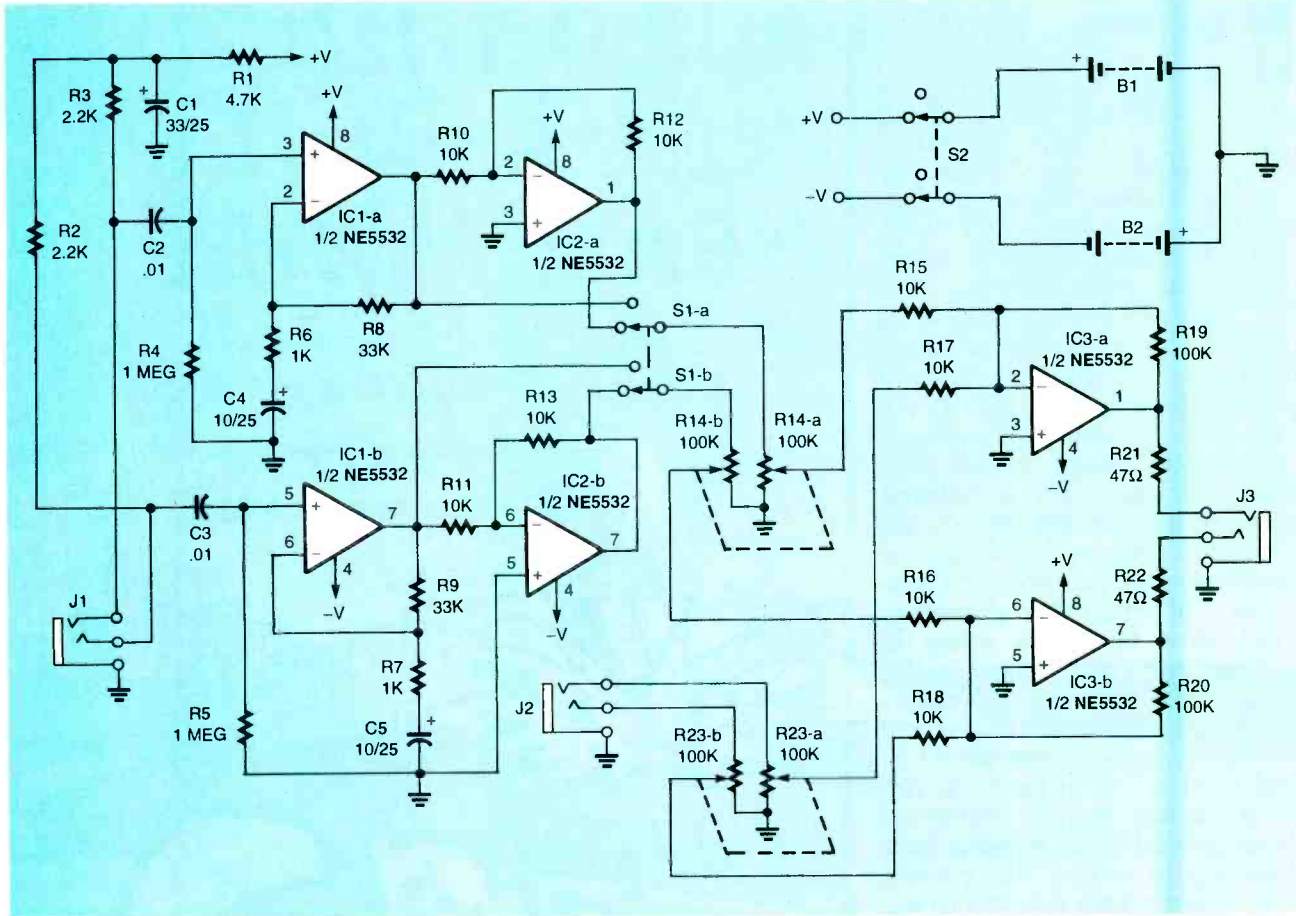 R1
4.7K
+V
R3
2.2K
+
C1
33/25
R2
2.2K
C2
.01
R4
1 MEG
+V
8
3
+
2
−
IC1-a
1/2 NE5532
R10
10K
+V
8
2
−
3
+
1
IC2-a
1/2 NE5532
R12
10K
R6
1K
R8
33K
C4
10/25
+
S1-a
S1-b
+V
−V
S2
+
B1
B2
+
IC1-b
1/2 NE5532
5
+
6
−
7
4
−V
C3
.01
J1
R5
1 MEG
R11
10K
R13
10K
IC2-b
1/2 NE5532
6
−
5
+
7
4
−V
R9
33K
R7
1K
C5
10/25
+
R14-b
100K
R14-a
100K
R15
10K
R17
10K
2
−
3
+
1
4
−V
IC3-a
1/2 NE5532
R19
100K
R21
47Ω
J3
R16
10K
R18
10K
+V
8
6
−
5
+
7
IC3-b
1/2 NE5532
R22
47Ω
R20
100K
J2
R23-b
100K
R23-a
100K